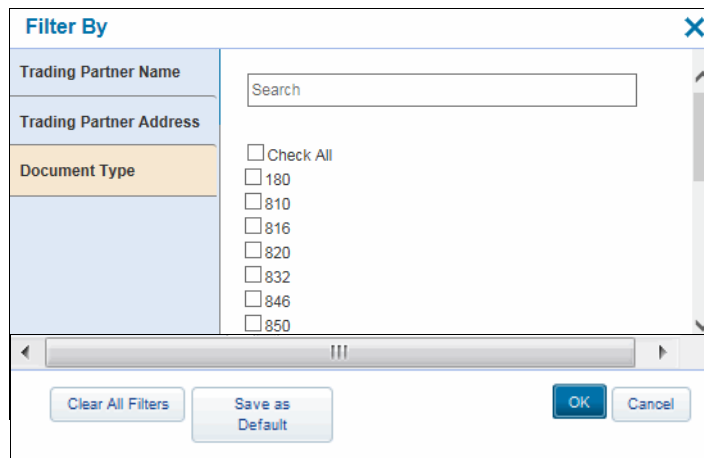 Filter By
Trading Partner Name
Trading Partner Address
Document Type
Search
Check All
180
810
816
820
832
846
850
Clear All Filters
Save as
Default
OK
Cancel